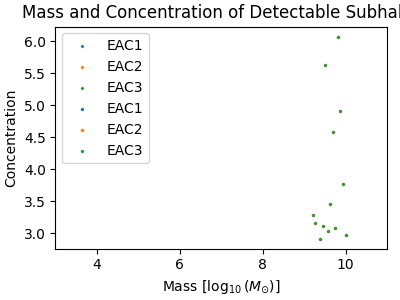 Mass and Concentration of Detectable Subhal
EAC1
EAC2
EAC3
EAC1
EAC2
EAC3
Concentration
6.0
5.5
5.0
4.5
4.0
3.5
3.0
4 6 8 10
Mass [log₁₀(M☉)]